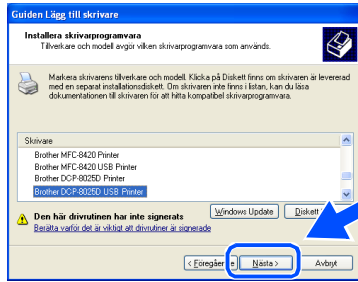 Guiden Lägg till skrivare
Installera skrivarprogramvara
Tillverkare och modell avgör vilken skrivarprogramvara som används.
Markera skrivarens tillverkare och modell. Klicka på Diskett finns om skrivaren är levererad
med en separat installationsdiskett. Om skrivaren inte finns i listan, kan du läsa
dokumentationen till skrivaren för att hitta kompatibel skrivarprogramvara.
Skrivare
Brother MFC-8420 Printer
Brother MFC-8420 USB Printer
Brother DCP-8025D Printer
Brother DCP-8025D USB Printer
Den här drivrutinen har inte signerats
Berätta varför det är viktigt att drivrutiner är signerade
Windows Update
Diskett
< Föregåen e
Nästa >
Avbryt